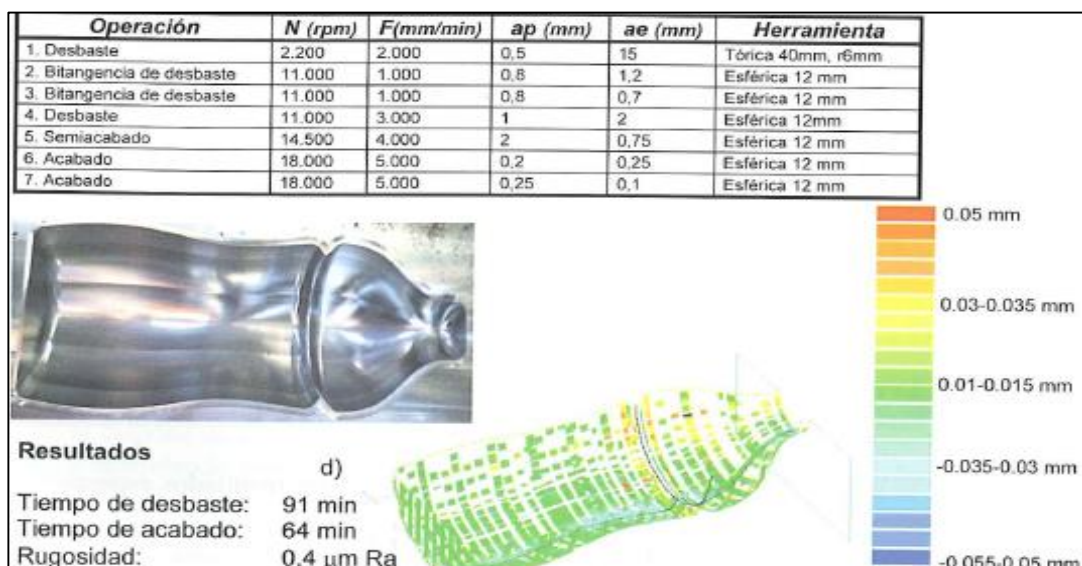 Operación N (rpm) F(mm/min) ap (mm) ae (mm) Herramienta
1. Desbaste 2.200 2.000 0,5 15 Tórica 40mm, r6mm
2. Bitangencia de desbaste 11.000 1.000 0,8 1,2 Esférica 12 mm
3. Bitangencia de desbaste 11.000 1.000 0,8 0,7 Esférica 12 mm
4. Desbaste 11.000 3.000 1 2 Esférica 12mm
5. Semiacabado 14.500 4.000 2 0,75 Esférica 12 mm
6. Acabado 18.000 5.000 0,2 0,25 Esférica 12 mm
7. Acabado 18.000 5.000 0,25 0,1 Esférica 12 mm
0.05 mm
0.03-0.035 mm
0.01-0.015 mm
-0.035-0.03 mm
-0.055-0.05 mm
Resultados
d)
Tiempo de desbaste: 91 min
Tiempo de acabado: 64 min
Rugosidad: 0.4 µm Ra